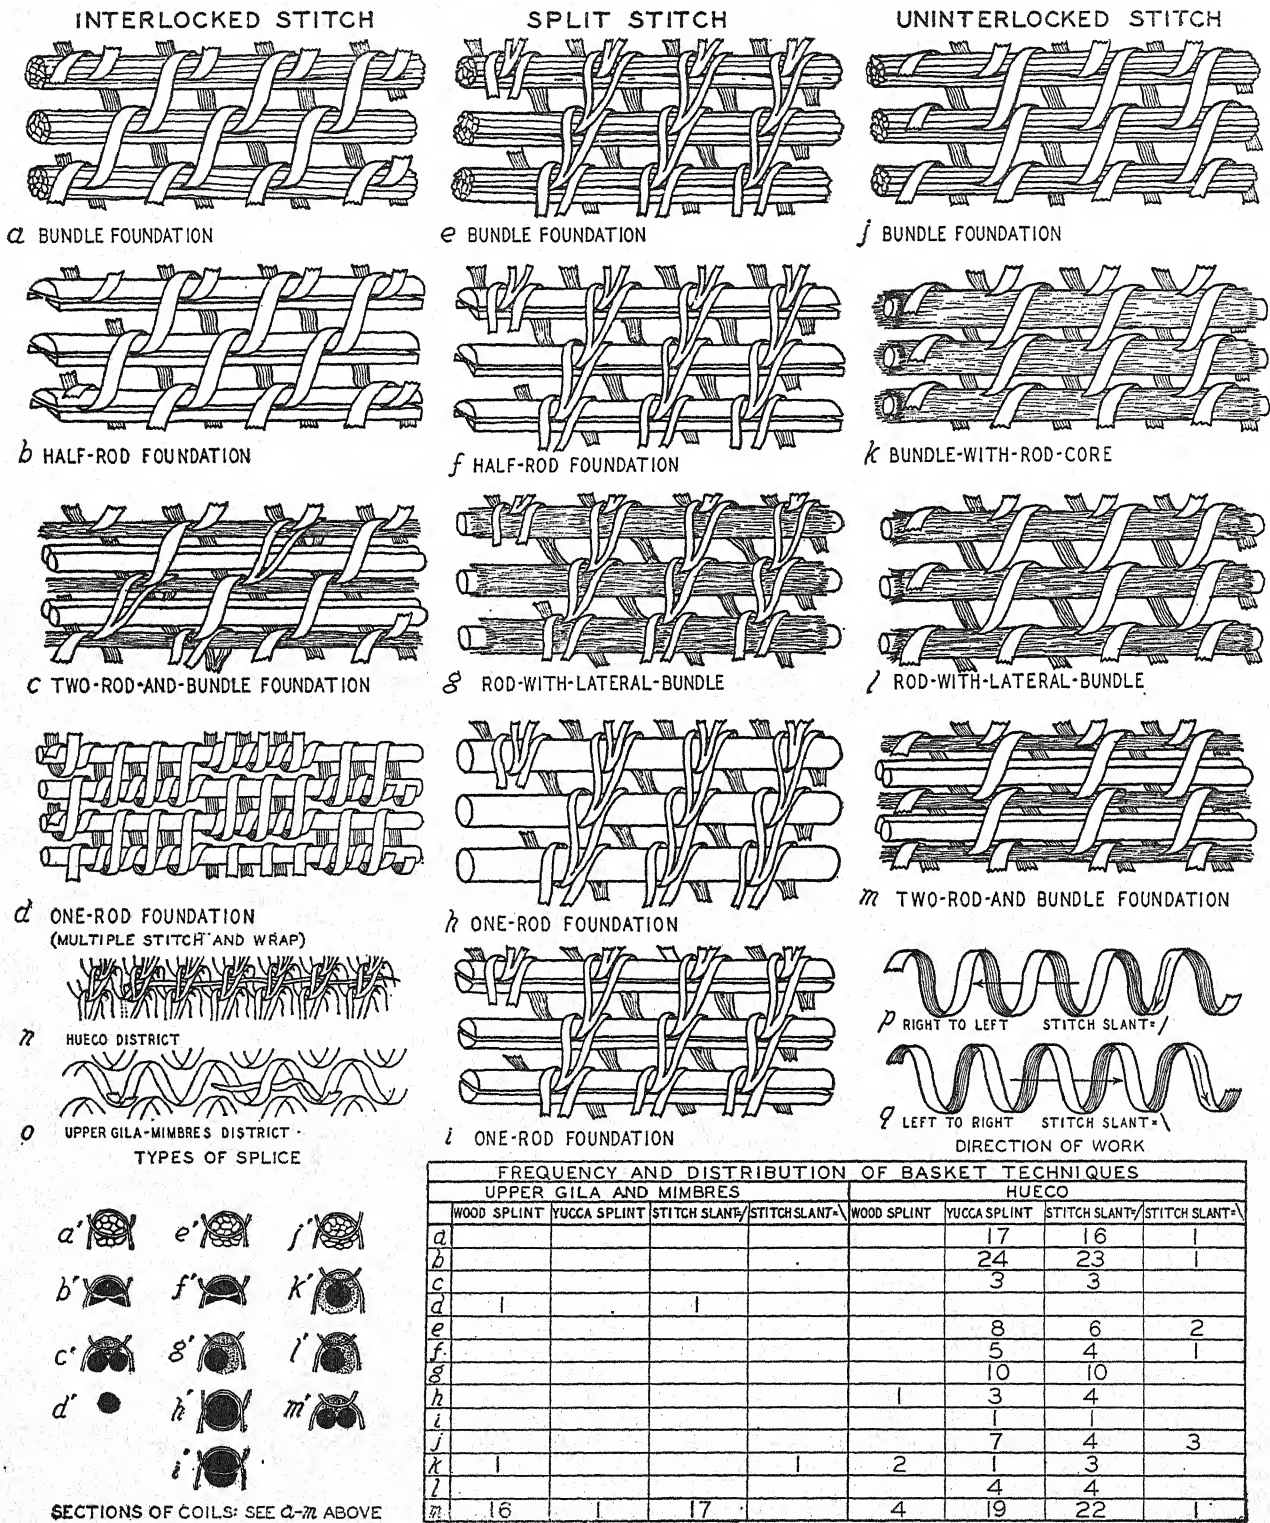 INTERLOCKED STITCH
SPLIT STITCH
UNINTERLOCKED STITCH
a BUNDLE FOUNDATION
e BUNDLE FOUNDATION
j BUNDLE FOUNDATION
b HALF-ROD FOUNDATION
f HALF-ROD FOUNDATION
k BUNDLE-WITH-ROD-CORE
c TWO-ROD-AND-BUNDLE FOUNDATION
g ROD-WITH-LATERAL-BUNDLE
l ROD-WITH-LATERAL-BUNDLE
d ONE-ROD FOUNDATION
(MULTIPLE STITCH AND WRAP)
h ONE-ROD FOUNDATION
m TWO-ROD-AND BUNDLE FOUNDATION
n HUECO DISTRICT
o UPPER GILA-MIMBRES DISTRICT
TYPES OF SPLICE
i ONE-ROD FOUNDATION
p RIGHT TO LEFT STITCH SLANT=/
q LEFT TO RIGHT STITCH SLANT=\
DIRECTION OF WORK
a' e' j'
b' f' k'
c' g' l'
d' h' m'
i'
SECTIONS OF COILS: SEE a-m ABOVE
FREQUENCY AND DISTRIBUTION OF BASKET TECHNIQUES
UPPER GILA AND MIMBRES HUECO
WOOD SPLINT YUCCA SPLINT STITCH SLANT=/ STITCH SLANT=\ WOOD SPLINT YUCCA SPLINT STITCH SLANT=/ STITCH SLANT=\
a 17 16 1
b 24 23 1
c 3 3
d 1 1
e 8 6 2
f 5 4 1
g 10 10
h 1 3 4
i 1 1
j 7 4 3
k 1 1 2 1 3
l 4 4
m 16 1 17 4 19 22 1